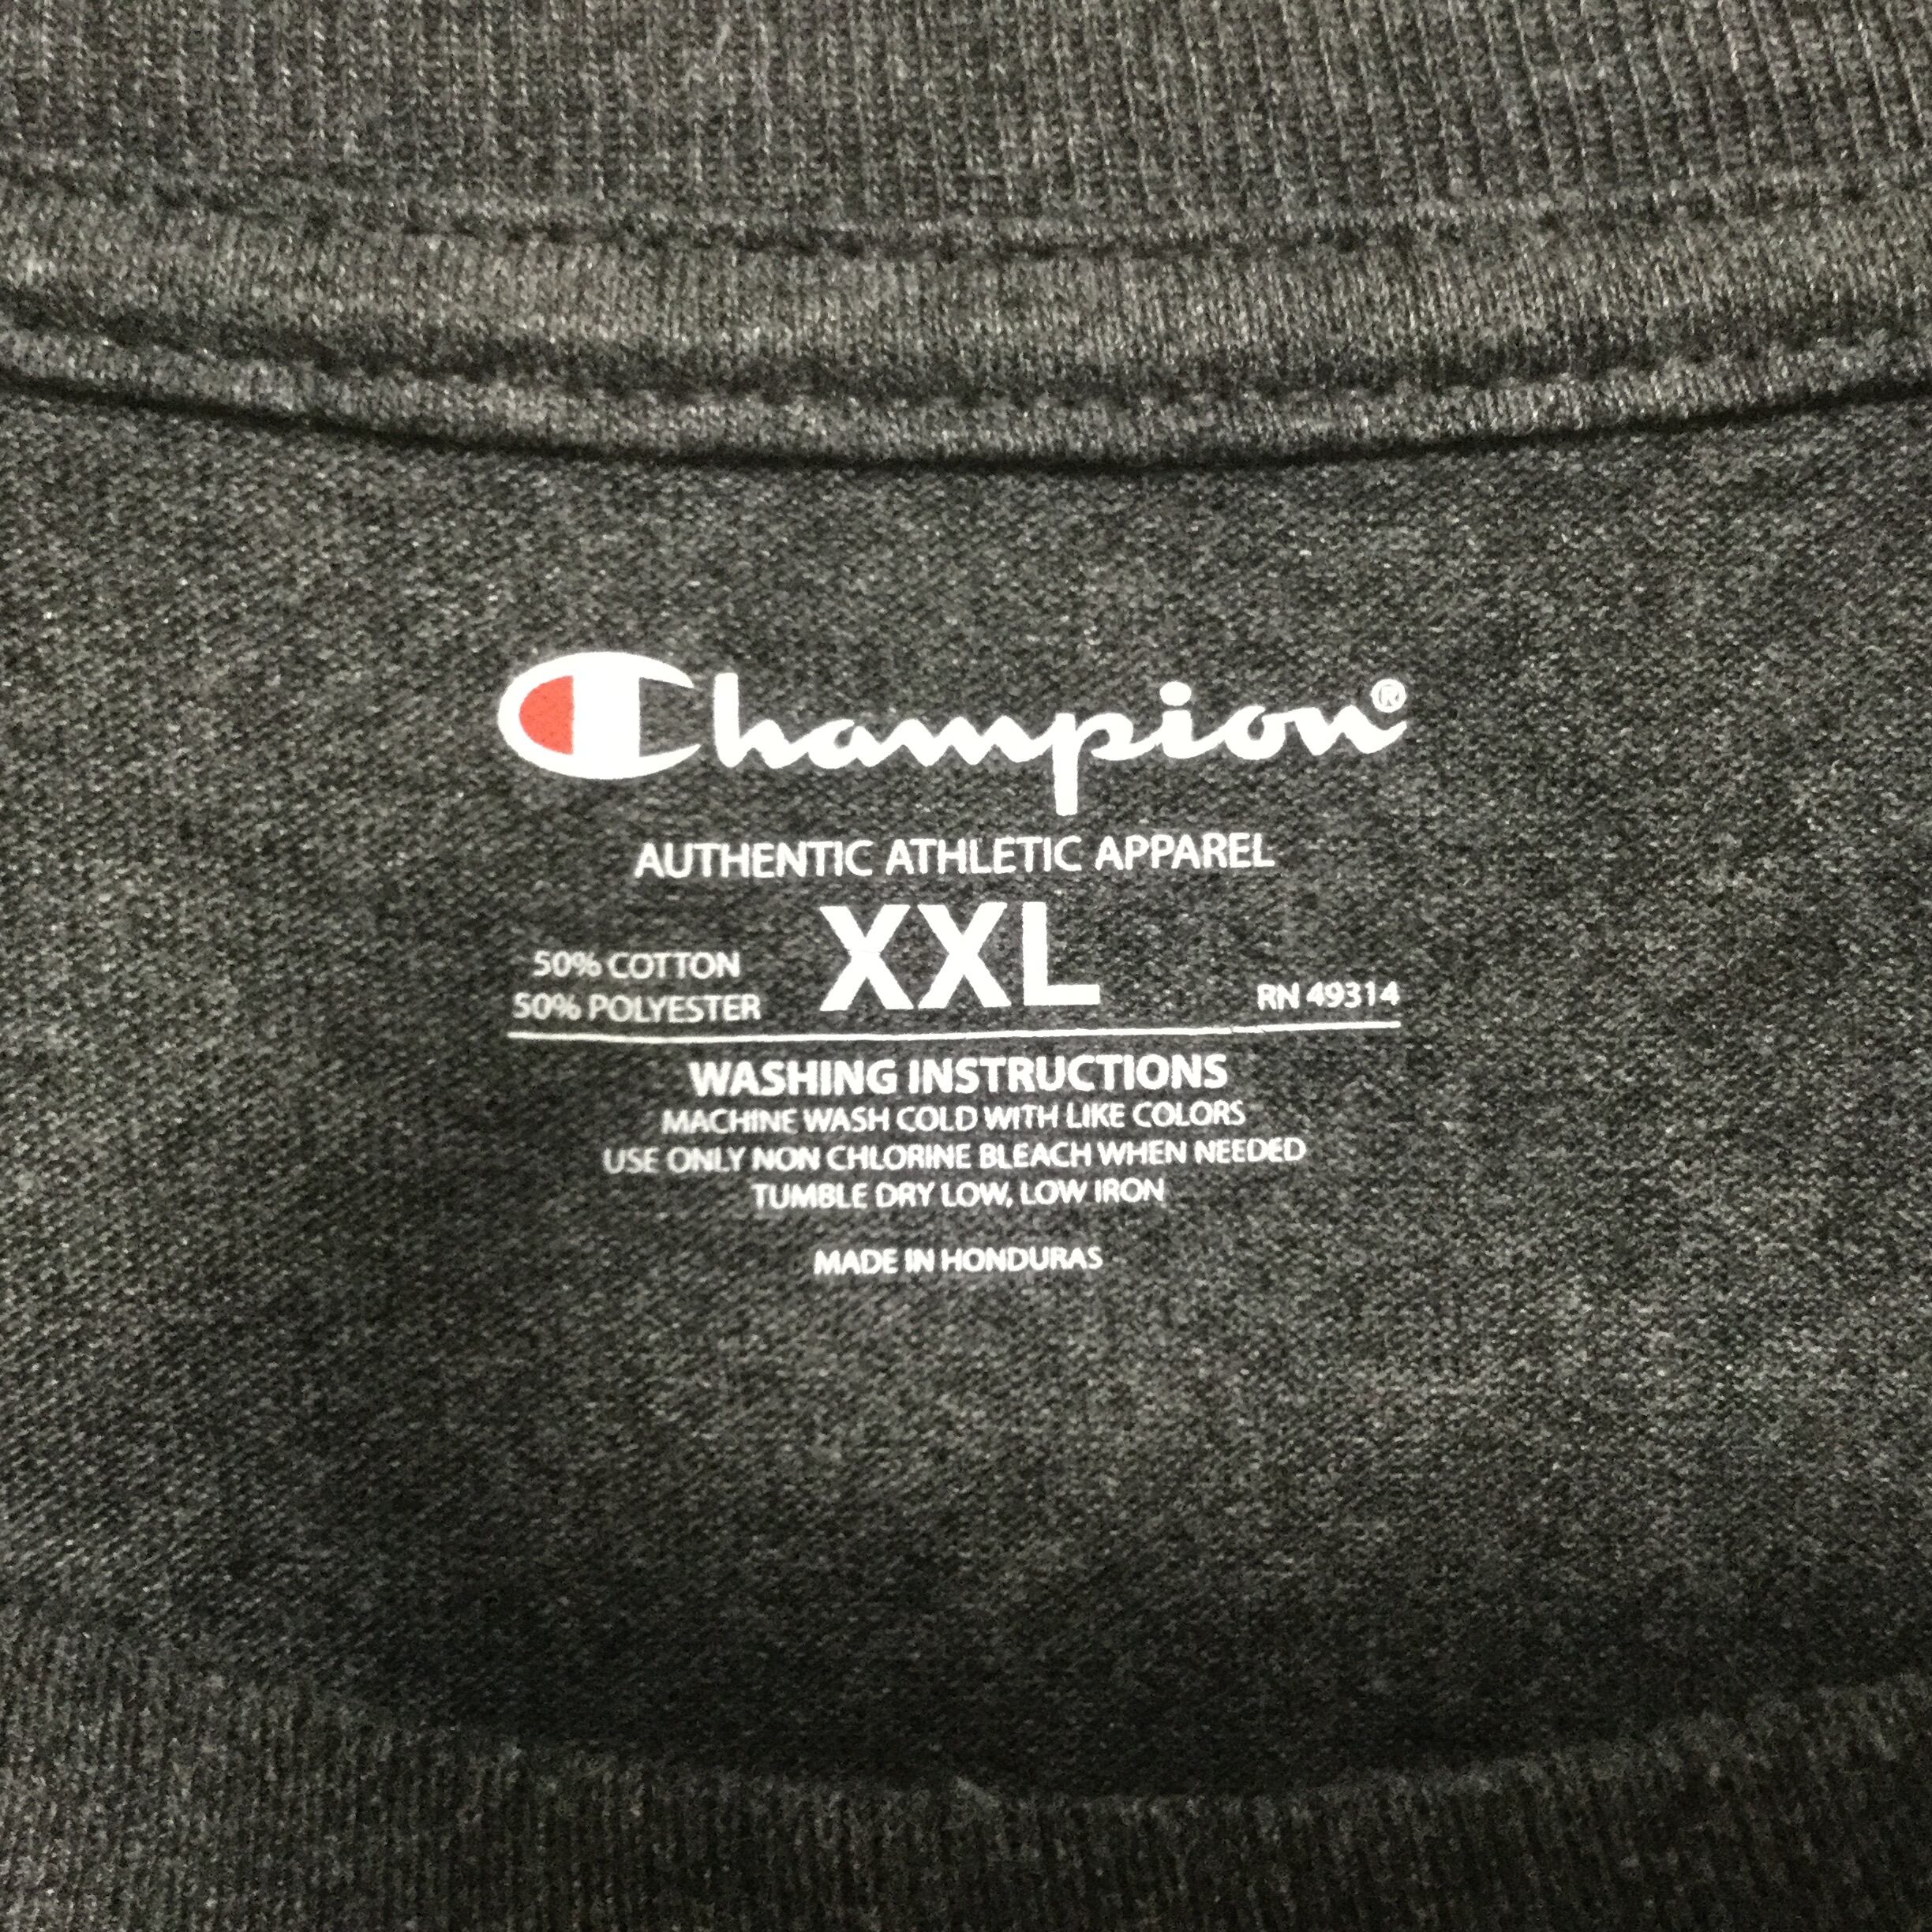 Champion®
AUTHENTIC ATHLETIC APPAREL
XXL
50% COTTON
50% POLYESTER
RN 49314
WASHING INSTRUCTIONS
MACHINE WASH COLD WITH LIKE COLORS
USE ONLY NON CHLORINE BLEACH WHEN NEEDED
TUMBLE DRY LOW, LOW IRON
MADE IN HONDURAS